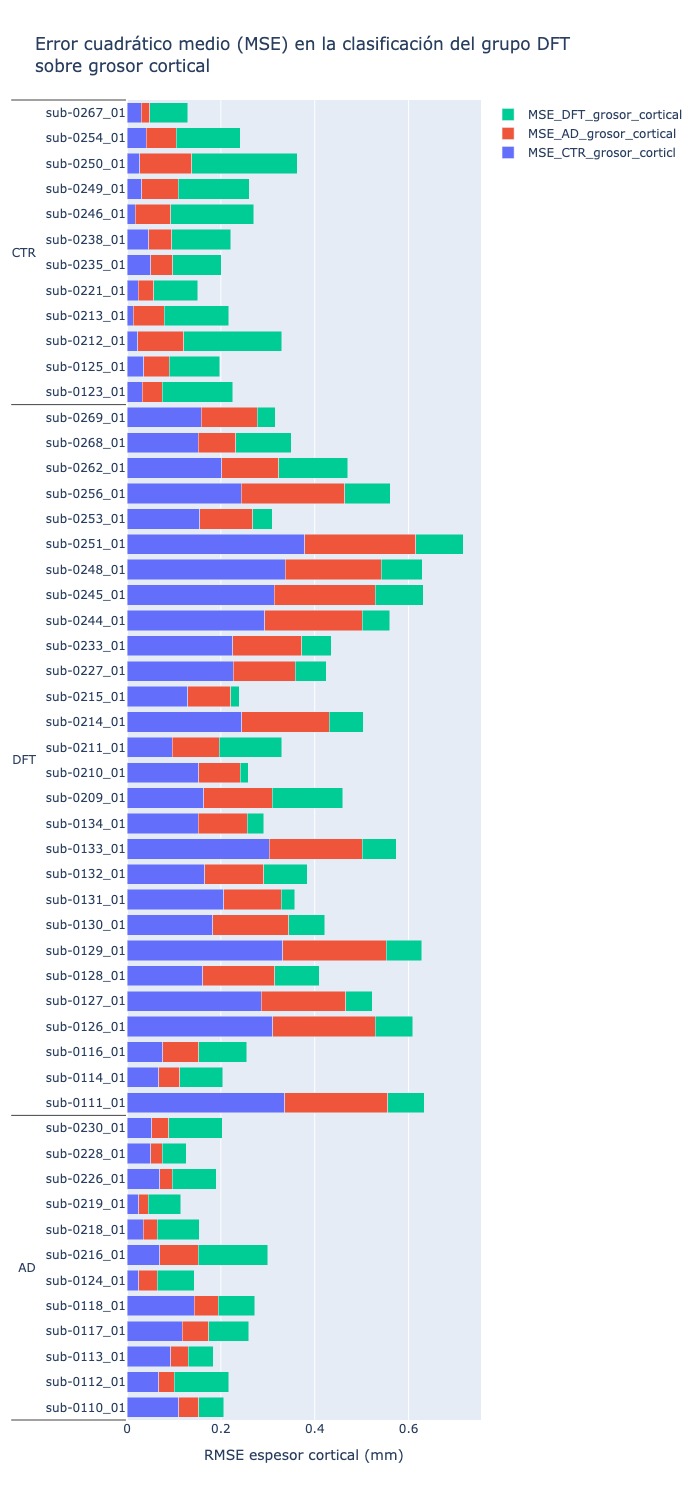 Error cuadrático medio (MSE) en la clasificación del grupo DFT
sobre grosor cortical
MSE_DFT_grosor_cortical
MSE_AD_grosor_cortical
MSE_CTR_grosor_corticl
CTR
sub-0267_01
sub-0254_01
sub-0250_01
sub-0249_01
sub-0246_01
sub-0238_01
sub-0235_01
sub-0221_01
sub-0213_01
sub-0212_01
sub-0125_01
sub-0123_01
DFT
sub-0269_01
sub-0268_01
sub-0262_01
sub-0256_01
sub-0253_01
sub-0251_01
sub-0248_01
sub-0245_01
sub-0244_01
sub-0233_01
sub-0227_01
sub-0215_01
sub-0214_01
sub-0211_01
sub-0210_01
sub-0209_01
sub-0134_01
sub-0133_01
sub-0132_01
sub-0131_01
sub-0130_01
sub-0129_01
sub-0128_01
sub-0127_01
sub-0126_01
sub-0116_01
sub-0114_01
sub-0111_01
AD
sub-0230_01
sub-0228_01
sub-0226_01
sub-0219_01
sub-0218_01
sub-0216_01
sub-0124_01
sub-0118_01
sub-0117_01
sub-0113_01
sub-0112_01
sub-0110_01
0 0.2 0.4 0.6
RMSE espesor cortical (mm)